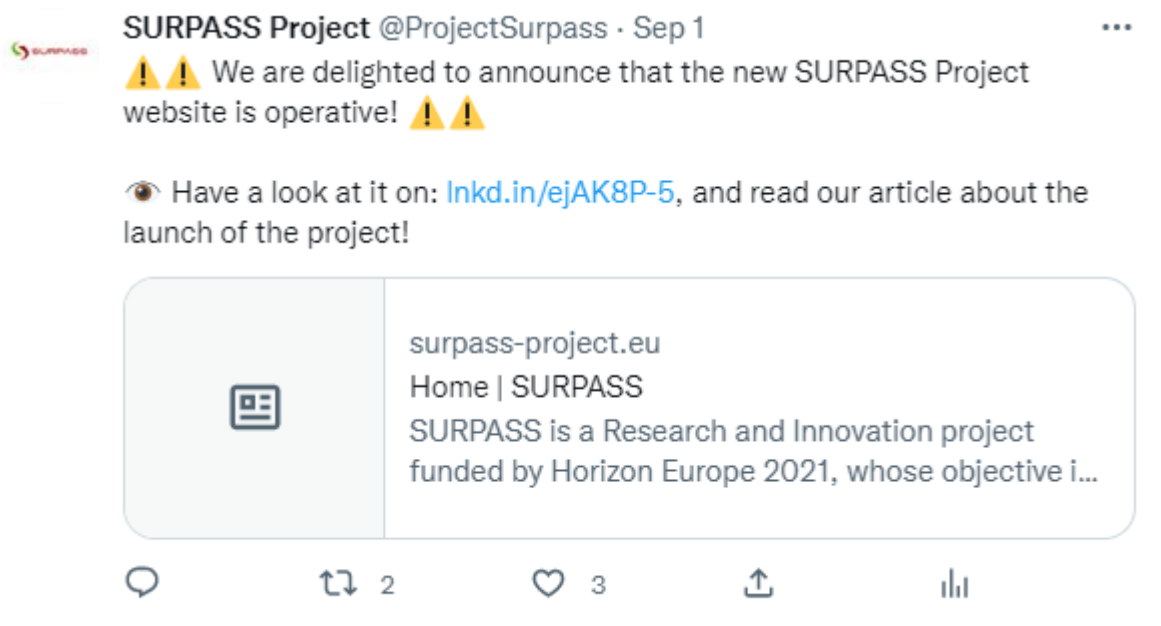 SURPASS Project @ProjectSurpass · Sep 1
SURPASS
⚠️⚠️ We are delighted to announce that the new SURPASS Project
website is operative! ⚠️⚠️
👁️ Have a look at it on: lnkd.in/ejAK8P-5, and read our article about the
launch of the project!
surpass-project.eu
Home | SURPASS
SURPASS is a Research and Innovation project
funded by Horizon Europe 2021, whose objective i...
2 3